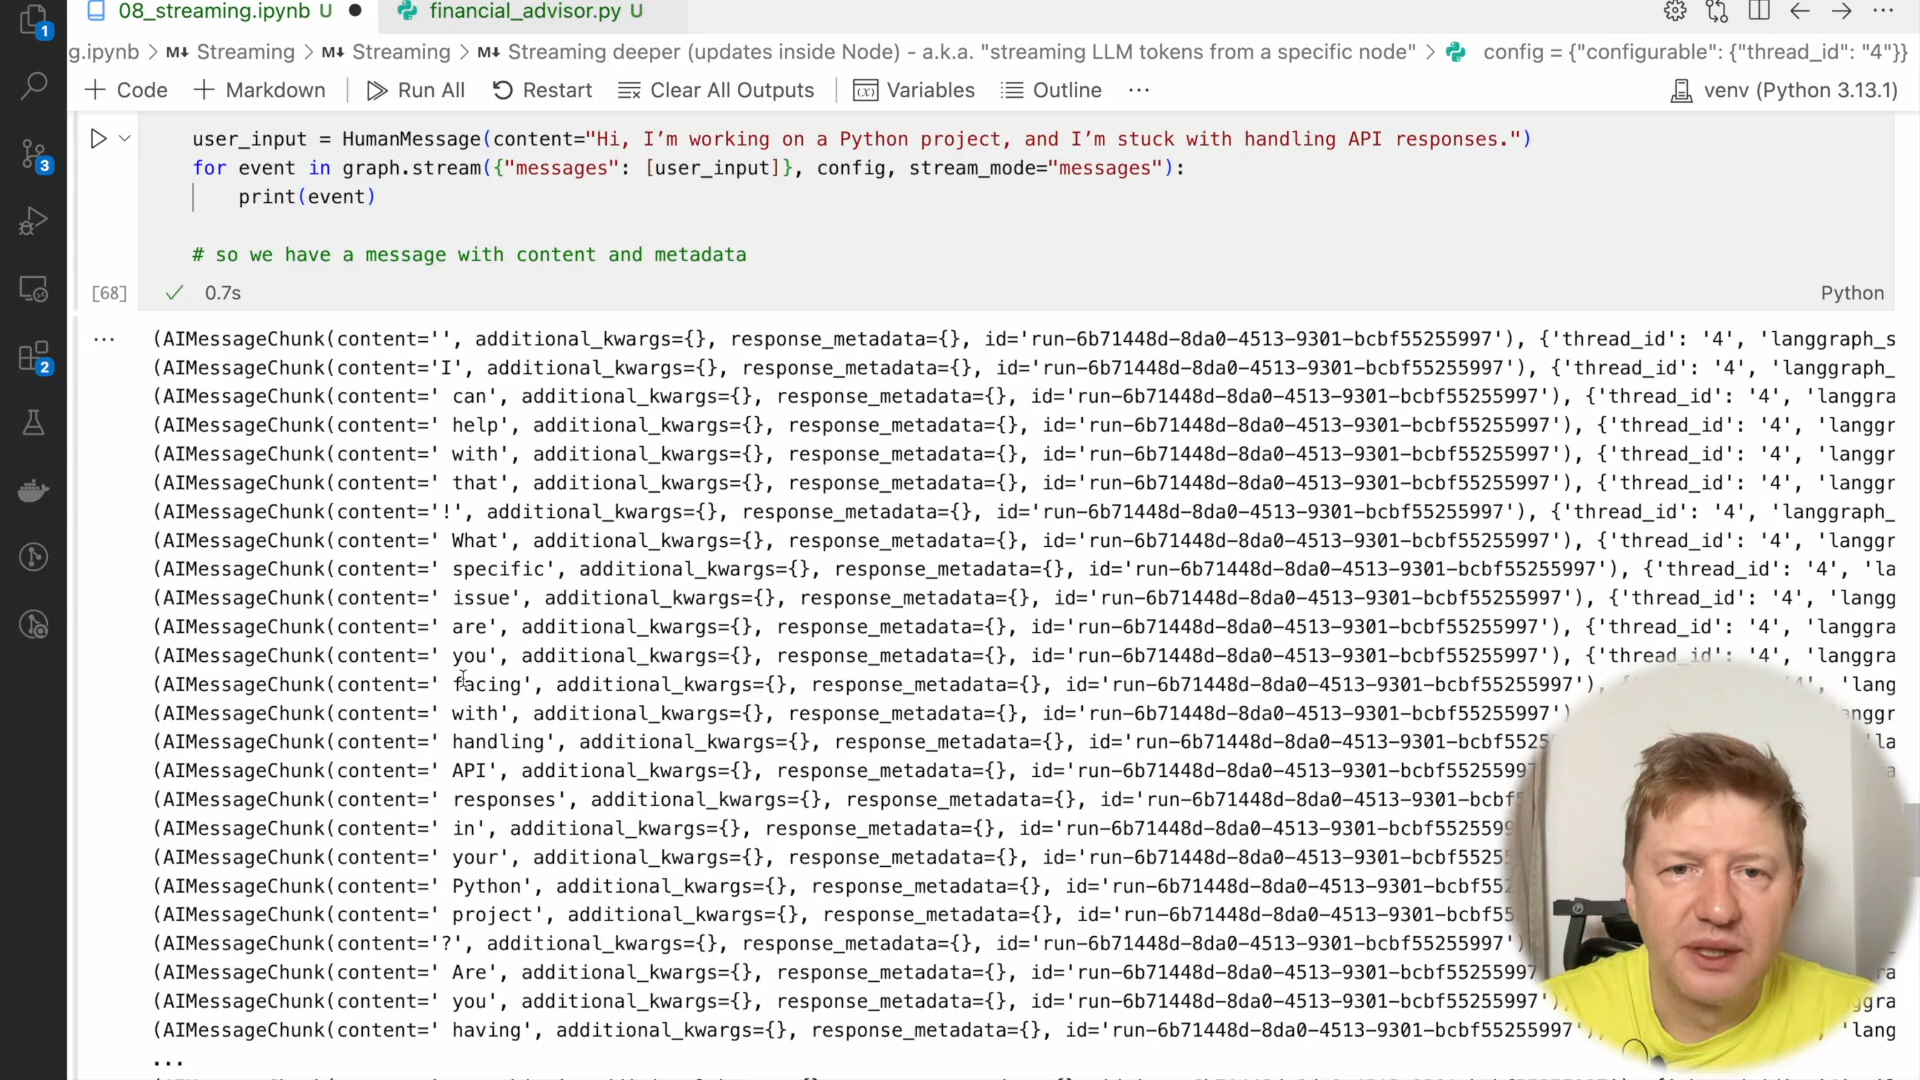 08_streaming.ipynb U
financial_advisor.py U
g.ipynb > M↓ Streaming > M↓ Streaming > M↓ Streaming deeper (updates inside Node) - a.k.a. "streaming LLM tokens from a specific node" > config = {"configurable": {"thread_id": "4"}}
+ Code + Markdown Run All Restart Clear All Outputs Variables Outline ... venv (Python 3.13.1)
1
3
2
user_input = HumanMessage(content="Hi, I’m working on a Python project, and I’m stuck with handling API responses.")
for event in graph.stream({"messages": [user_input]}, config, stream_mode="messages"):
print(event)
# so we have a message with content and metadata
[68] ✓ 0.7s Python
... (AIMessageChunk(content='', additional_kwargs={}, response_metadata={}, id='run-6b71448d-8da0-4513-9301-bcbf55255997'), {'thread_id': '4', 'langgraph_s
(AIMessageChunk(content='I', additional_kwargs={}, response_metadata={}, id='run-6b71448d-8da0-4513-9301-bcbf55255997'), {'thread_id': '4', 'langgraph_
(AIMessageChunk(content=' can', additional_kwargs={}, response_metadata={}, id='run-6b71448d-8da0-4513-9301-bcbf55255997'), {'thread_id': '4', 'langgra
(AIMessageChunk(content=' help', additional_kwargs={}, response_metadata={}, id='run-6b71448d-8da0-4513-9301-bcbf55255997'), {'thread_id': '4', 'langgr
(AIMessageChunk(content=' with', additional_kwargs={}, response_metadata={}, id='run-6b71448d-8da0-4513-9301-bcbf55255997'), {'thread_id': '4', 'langgr
(AIMessageChunk(content=' that', additional_kwargs={}, response_metadata={}, id='run-6b71448d-8da0-4513-9301-bcbf55255997'), {'thread_id': '4', 'langgr
(AIMessageChunk(content='!', additional_kwargs={}, response_metadata={}, id='run-6b71448d-8da0-4513-9301-bcbf55255997'), {'thread_id': '4', 'langgraph_
(AIMessageChunk(content=' What', additional_kwargs={}, response_metadata={}, id='run-6b71448d-8da0-4513-9301-bcbf55255997'), {'thread_id': '4', 'langgr
(AIMessageChunk(content=' specific', additional_kwargs={}, response_metadata={}, id='run-6b71448d-8da0-4513-9301-bcbf55255997'), {'thread_id': '4', 'la
(AIMessageChunk(content=' issue', additional_kwargs={}, response_metadata={}, id='run-6b71448d-8da0-4513-9301-bcbf55255997'), {'thread_id': '4', 'langg
(AIMessageChunk(content=' are', additional_kwargs={}, response_metadata={}, id='run-6b71448d-8da0-4513-9301-bcbf55255997'), {'thread_id': '4', 'langgra
(AIMessageChunk(content=' you', additional_kwargs={}, response_metadata={}, id='run-6b71448d-8da0-4513-9301-bcbf55255997'), {'thread_id': '4', 'langgra
(AIMessageChunk(content=' facing', additional_kwargs={}, response_metadata={}, id='run-6b71448d-8da0-4513-9301-bcbf55255997'), 'lang
(AIMessageChunk(content=' with', additional_kwargs={}, response_metadata={}, id='run-6b71448d-8da0-4513-9301-bcbf55255997')
(AIMessageChunk(content=' handling', additional_kwargs={}, response_metadata={}, id='run-6b71448d-8da0-4513-9301-bcbf5525 'la
(AIMessageChunk(content=' API', additional_kwargs={}, response_metadata={}, id='run-6b71448d-8da0-4513-9301-bcbf55255997
(AIMessageChunk(content=' responses', additional_kwargs={}, response_metadata={}, id='run-6b71448d-8da0-4513-9301-bcbf5
(AIMessageChunk(content=' in', additional_kwargs={}, response_metadata={}, id='run-6b71448d-8da0-4513-9301-bcbf5525599
(AIMessageChunk(content=' your', additional_kwargs={}, response_metadata={}, id='run-6b71448d-8da0-4513-9301-bcbf5525
(AIMessageChunk(content=' Python', additional_kwargs={}, response_metadata={}, id='run-6b71448d-8da0-4513-9301-bcbf552
(AIMessageChunk(content=' project', additional_kwargs={}, response_metadata={}, id='run-6b71448d-8da0-4513-9301-bcbf55
(AIMessageChunk(content='?', additional_kwargs={}, response_metadata={}, id='run-6b71448d-8da0-4513-9301-bcbf55255997')
(AIMessageChunk(content=' Are', additional_kwargs={}, response_metadata={}, id='run-6b71448d-8da0-4513-9301-bcbf55255997
(AIMessageChunk(content=' you', additional_kwargs={}, response_metadata={}, id='run-6b71448d-8da0-4513-9301-bcbf55255997')
(AIMessageChunk(content=' having', additional_kwargs={}, response_metadata={}, id='run-6b71448d-8da0-4513-9301-bcbf55255997') 'lang
...